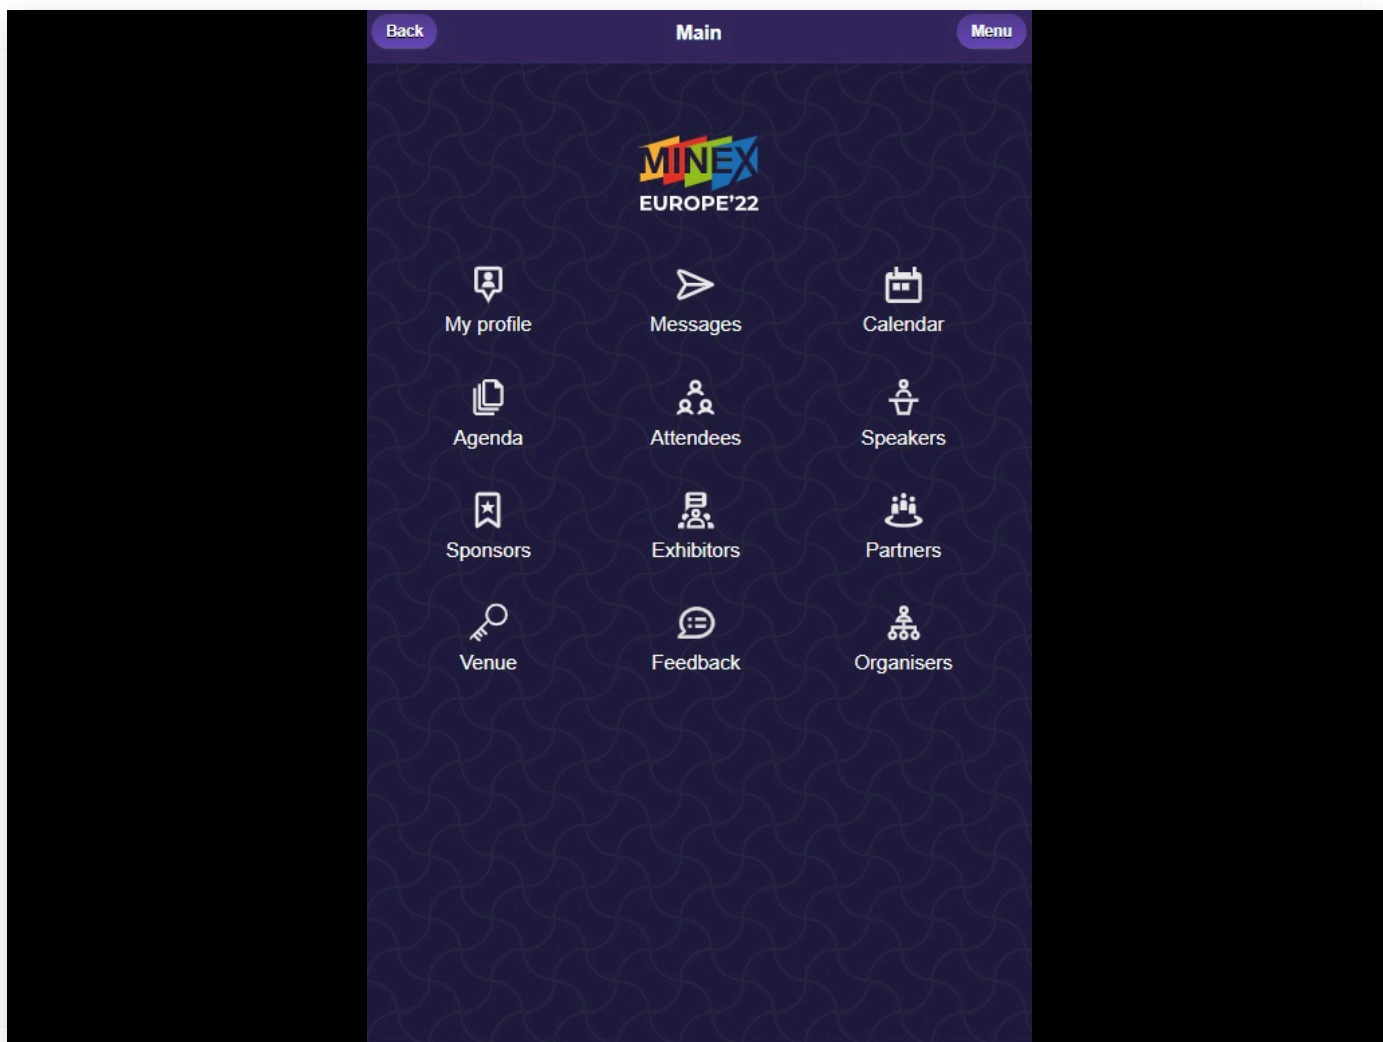 Back Main Menu
MINEX
EUROPE'22
My profile Messages Calendar
Agenda Attendees Speakers
Sponsors Exhibitors Partners
Venue Feedback Organisers